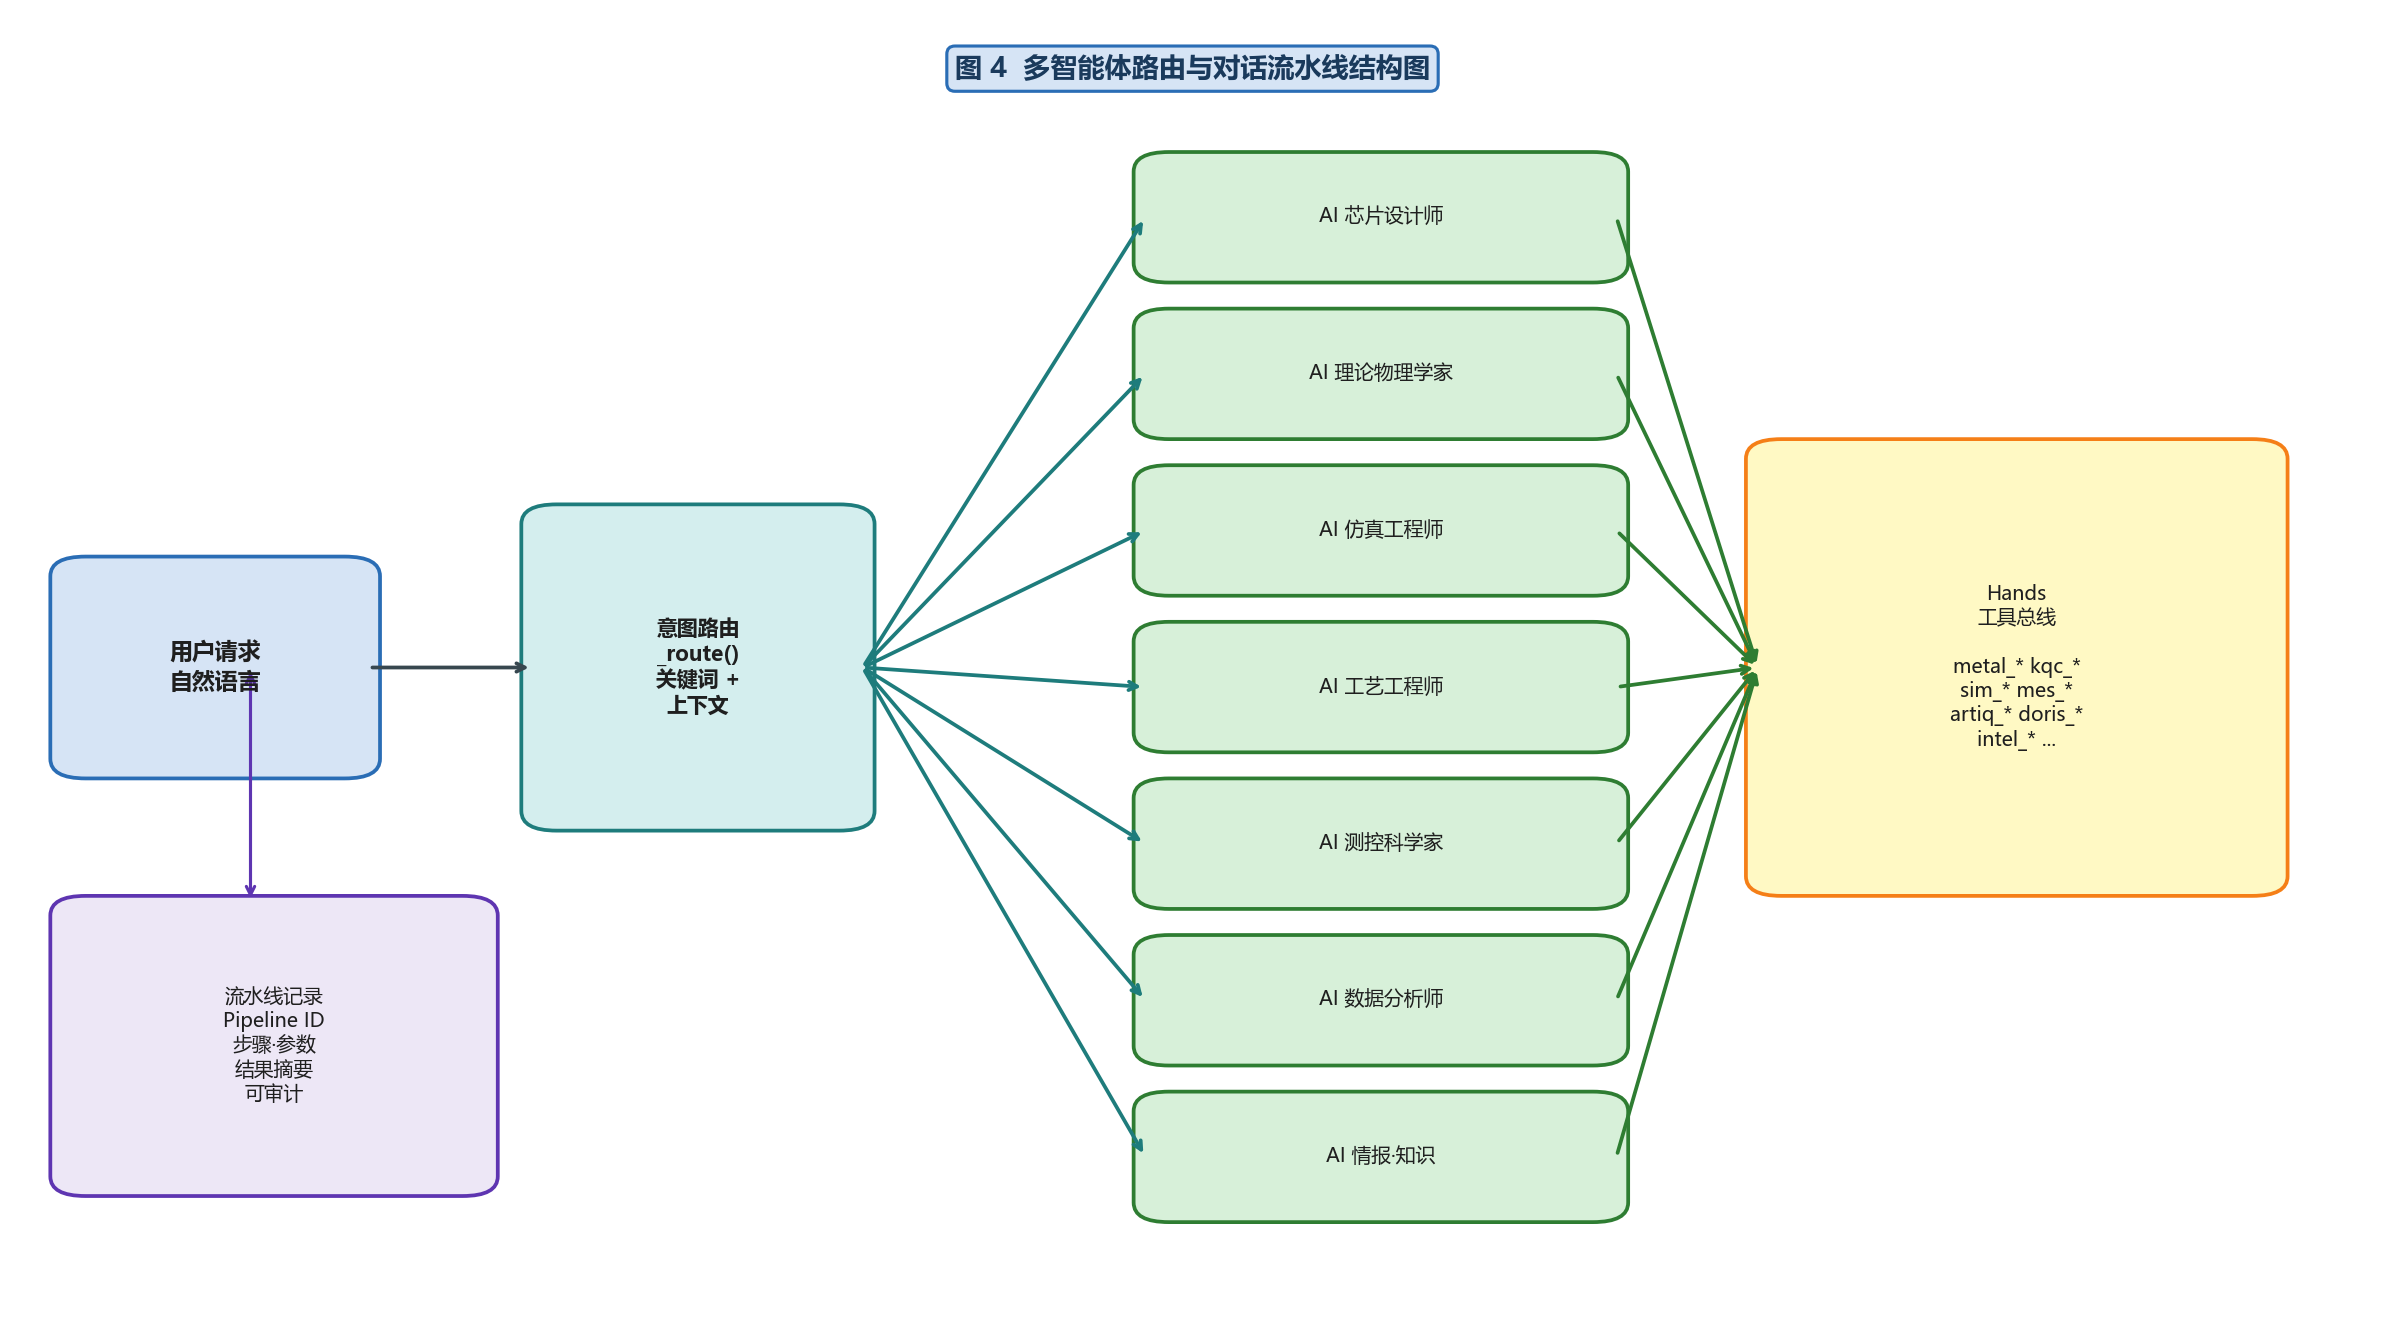 图 4 多智能体路由与对话流水线结构图
用户请求
自然语言
意图路由
_route()
关键词 +
上下文
AI 芯片设计师
AI 理论物理学家
AI 仿真工程师
AI 工艺工程师
AI 测控科学家
AI 数据分析师
AI 情报·知识
Hands
工具总线
metal_* kqc_*
sim_* mes_*
artiq_* doris_*
intel_* ...
流水线记录
Pipeline ID
步骤·参数
结果摘要
可审计